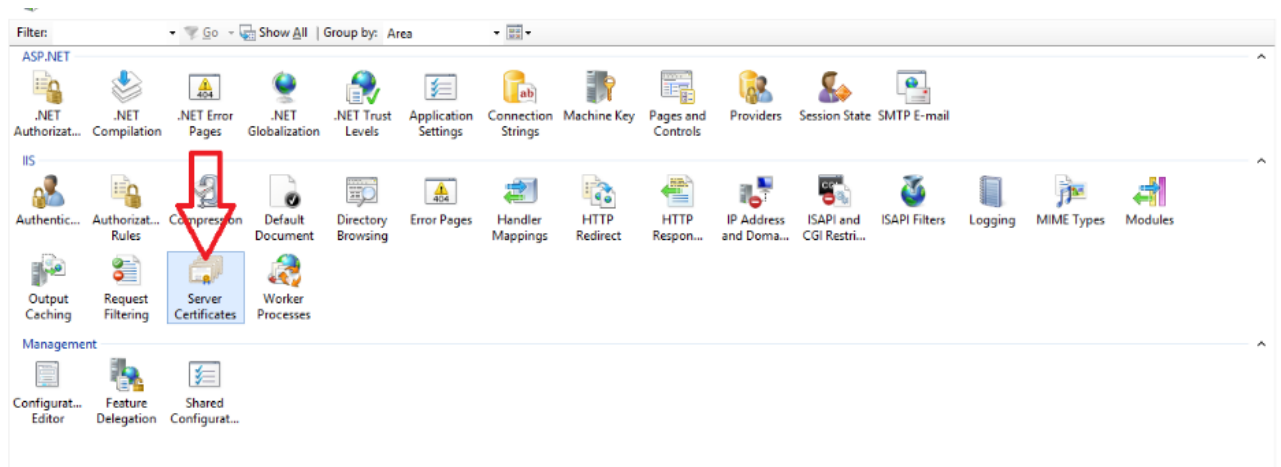 Filter: Go Show All Group by: Area
ASP.NET
.NET Authorizat...
.NET Compilation
404
.NET Error Pages
.NET Globalization
.NET Trust Levels
Application Settings
ab
Connection Strings
Machine Key
Pages and Controls
Providers
Session State
SMTP E-mail
IIS
Authentic...
Authorizat... Rules
Compression
Default Document
Directory Browsing
404
Error Pages
Handler Mappings
HTTP Redirect
HTTP Respon...
IP Address and Doma...
CGI
ISAPI and CGI Restri...
ISAPI Filters
Logging
MIME Types
Modules
Output Caching
Request Filtering
Server Certificates
Worker Processes
Management
Configurat... Editor
Feature Delegation
Shared Configurat...